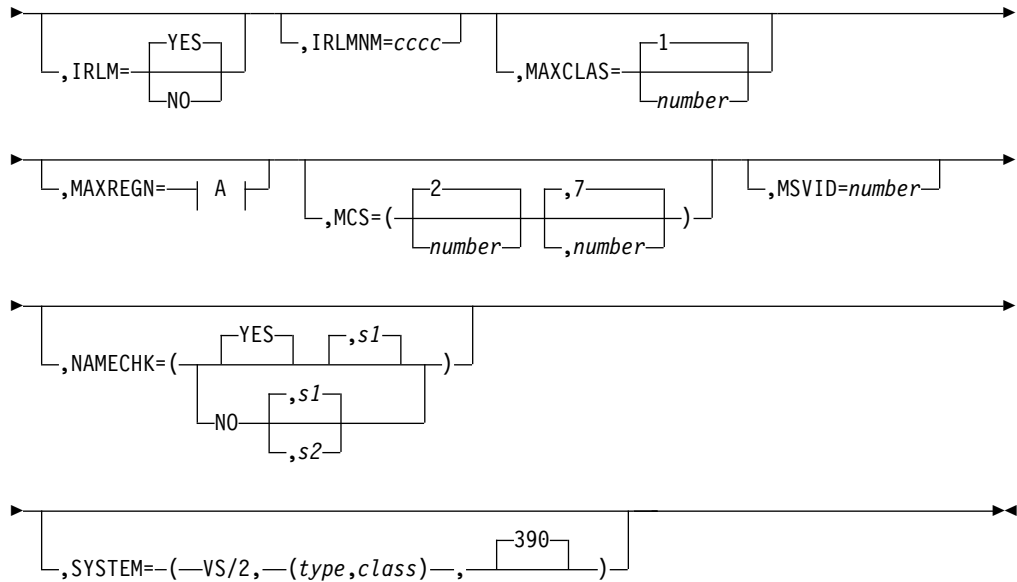 YES 1
,IRLM= NO ,IRLMNM=cccc ,MAXCLAS= number
2 ,7
,MAXREGN= A ,MCS=( number ,number ) ,MSVID=number
YES ,s1
,NAMECHK=( )
,s1
NO
,s2
390
,SYSTEM=(VS/2,(type,class), )